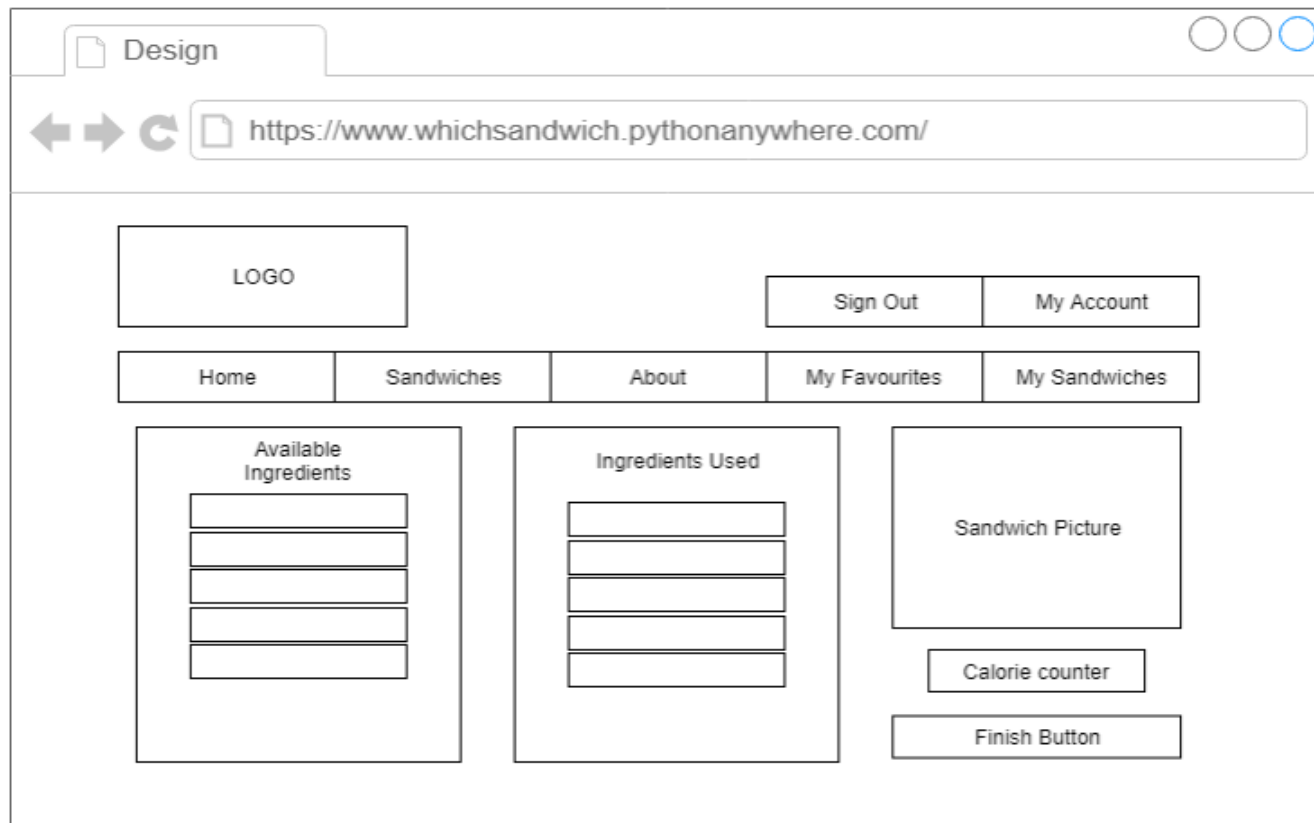 Design
https://www.whichsandwich.pythonanywhere.com/
LOGO
Sign Out
My Account
Home
Sandwiches
About
My Favourites
My Sandwiches
Available
Ingredients
Ingredients Used
Sandwich Picture
Calorie counter
Finish Button